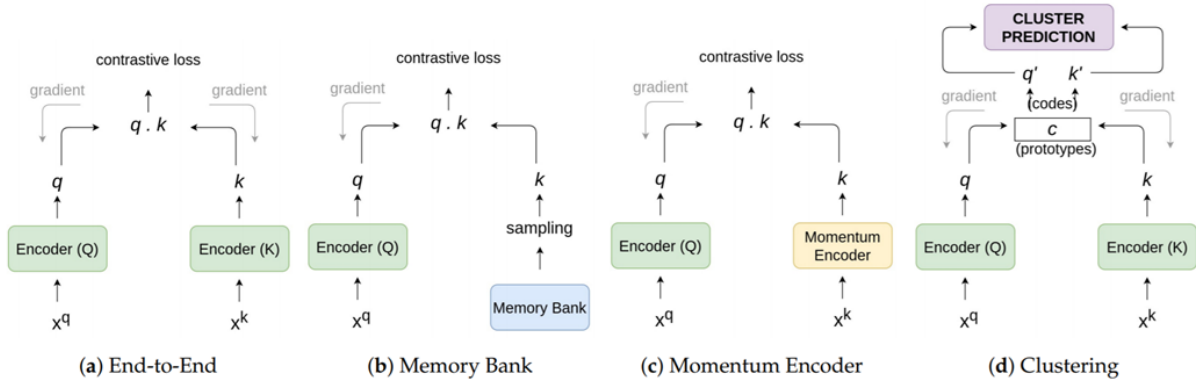 contrastive loss
gradient
gradient
q . k
q
k
Encoder (Q)
Encoder (K)
xq
xk
(a) End-to-End
contrastive loss
gradient
q . k
q
k
sampling
Encoder (Q)
Memory Bank
xq
(b) Memory Bank
contrastive loss
gradient
q . k
q
k
Encoder (Q)
Momentum
Encoder
xq
xk
(c) Momentum Encoder
CLUSTER
PREDICTION
q' k'
(codes)
gradient
gradient
c
(prototypes)
q
k
Encoder (Q)
Encoder (K)
xq
xk
(d) Clustering